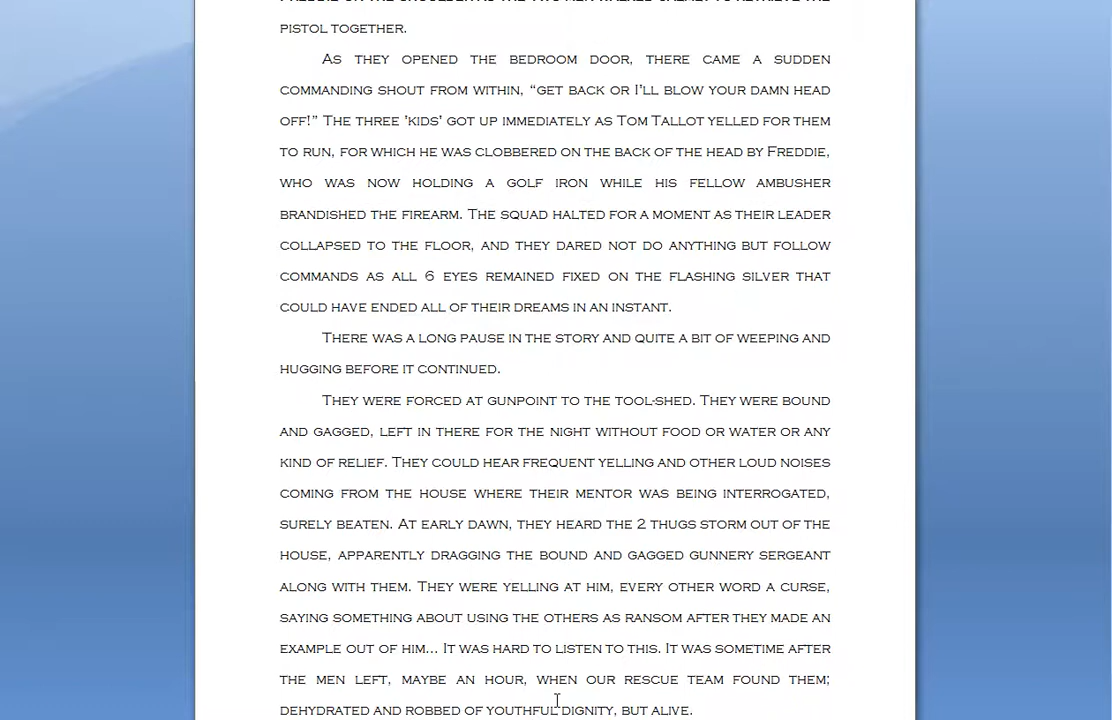 FREDDIE ON THE SHOULDER AS THE TWO MEN WALKED CALMLY TO RETRIEVE THE
PISTOL TOGETHER.
AS THEY OPENED THE BEDROOM DOOR, THERE CAME A SUDDEN
COMMANDING SHOUT FROM WITHIN, “GET BACK OR I’LL BLOW YOUR DAMN HEAD
OFF!” THE THREE 'KIDS' GOT UP IMMEDIATELY AS TOM TALLOT YELLED FOR THEM
TO RUN, FOR WHICH HE WAS CLOBBERED ON THE BACK OF THE HEAD BY FREDDIE,
WHO WAS NOW HOLDING A GOLF IRON WHILE HIS FELLOW AMBUSHER
BRANDISHED THE FIREARM. THE SQUAD HALTED FOR A MOMENT AS THEIR LEADER
COLLAPSED TO THE FLOOR, AND THEY DARED NOT DO ANYTHING BUT FOLLOW
COMMANDS AS ALL 6 EYES REMAINED FIXED ON THE FLASHING SILVER THAT
COULD HAVE ENDED ALL OF THEIR DREAMS IN AN INSTANT.
THERE WAS A LONG PAUSE IN THE STORY AND QUITE A BIT OF WEEPING AND
HUGGING BEFORE IT CONTINUED.
THEY WERE FORCED AT GUNPOINT TO THE TOOL-SHED. THEY WERE BOUND
AND GAGGED, LEFT IN THERE FOR THE NIGHT WITHOUT FOOD OR WATER OR ANY
KIND OF RELIEF. THEY COULD HEAR FREQUENT YELLING AND OTHER LOUD NOISES
COMING FROM THE HOUSE WHERE THEIR MENTOR WAS BEING INTERROGATED,
SURELY BEATEN. AT EARLY DAWN, THEY HEARD THE 2 THUGS STORM OUT OF THE
HOUSE, APPARENTLY DRAGGING THE BOUND AND GAGGED GUNNERY SERGEANT
ALONG WITH THEM. THEY WERE YELLING AT HIM, EVERY OTHER WORD A CURSE,
SAYING SOMETHING ABOUT USING THE OTHERS AS RANSOM AFTER THEY MADE AN
EXAMPLE OUT OF HIM... IT WAS HARD TO LISTEN TO THIS. IT WAS SOMETIME AFTER
THE MEN LEFT, MAYBE AN HOUR, WHEN OUR RESCUE TEAM FOUND THEM;
DEHYDRATED AND ROBBED OF YOUTHFUL DIGNITY, BUT ALIVE.